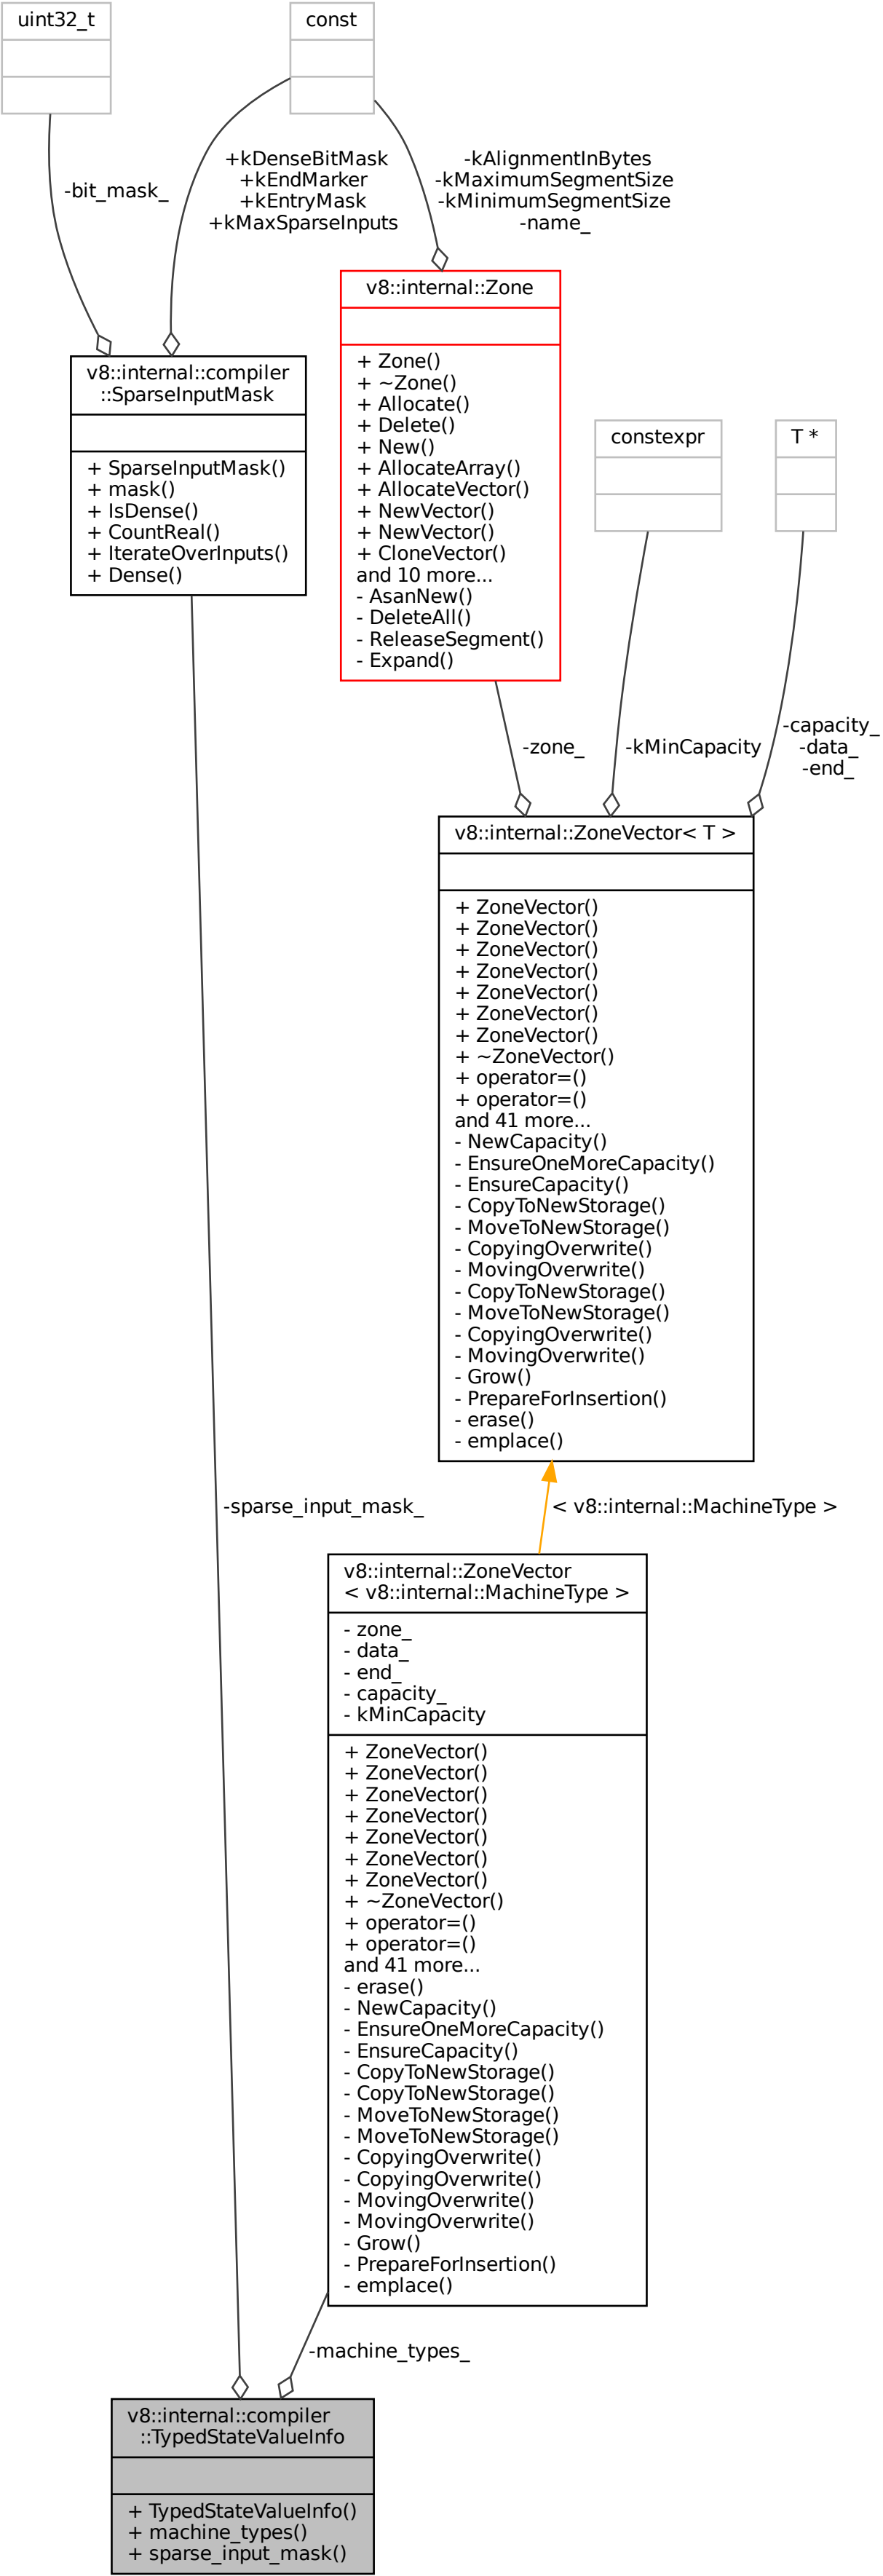 uint32_t
const
-bit_mask_
+kDenseBitMask
+kEndMarker
+kEntryMask
+kMaxSparseInputs
-kAlignmentInBytes
-kMaximumSegmentSize
-kMinimumSegmentSize
-name_
v8::internal::Zone
+ Zone()
+ ~Zone()
+ Allocate()
+ Delete()
+ New()
+ AllocateArray()
+ AllocateVector()
+ NewVector()
+ NewVector()
+ CloneVector()
and 10 more...
- AsanNew()
- DeleteAll()
- ReleaseSegment()
- Expand()
v8::internal::compiler
::SparseInputMask
+ SparseInputMask()
+ mask()
+ IsDense()
+ CountReal()
+ IterateOverInputs()
+ Dense()
constexpr
T *
-zone_
-kMinCapacity
-capacity_
-data_
-end_
v8::internal::ZoneVector< T >
+ ZoneVector()
+ ZoneVector()
+ ZoneVector()
+ ZoneVector()
+ ZoneVector()
+ ZoneVector()
+ ZoneVector()
+ ~ZoneVector()
+ operator=()
+ operator=()
and 41 more...
- NewCapacity()
- EnsureOneMoreCapacity()
- EnsureCapacity()
- CopyToNewStorage()
- MoveToNewStorage()
- CopyingOverwrite()
- MovingOverwrite()
- CopyToNewStorage()
- MoveToNewStorage()
- CopyingOverwrite()
- MovingOverwrite()
- Grow()
- PrepareForInsertion()
- erase()
- emplace()
-sparse_input_mask_
< v8::internal::MachineType >
v8::internal::ZoneVector
< v8::internal::MachineType >
- zone_
- data_
- end_
- capacity_
- kMinCapacity
+ ZoneVector()
+ ZoneVector()
+ ZoneVector()
+ ZoneVector()
+ ZoneVector()
+ ZoneVector()
+ ZoneVector()
+ ~ZoneVector()
+ operator=()
+ operator=()
and 41 more...
- erase()
- NewCapacity()
- EnsureOneMoreCapacity()
- EnsureCapacity()
- CopyToNewStorage()
- CopyToNewStorage()
- MoveToNewStorage()
- MoveToNewStorage()
- CopyingOverwrite()
- CopyingOverwrite()
- MovingOverwrite()
- MovingOverwrite()
- Grow()
- PrepareForInsertion()
- emplace()
-machine_types_
v8::internal::compiler
::TypedStateValueInfo
+ TypedStateValueInfo()
+ machine_types()
+ sparse_input_mask()